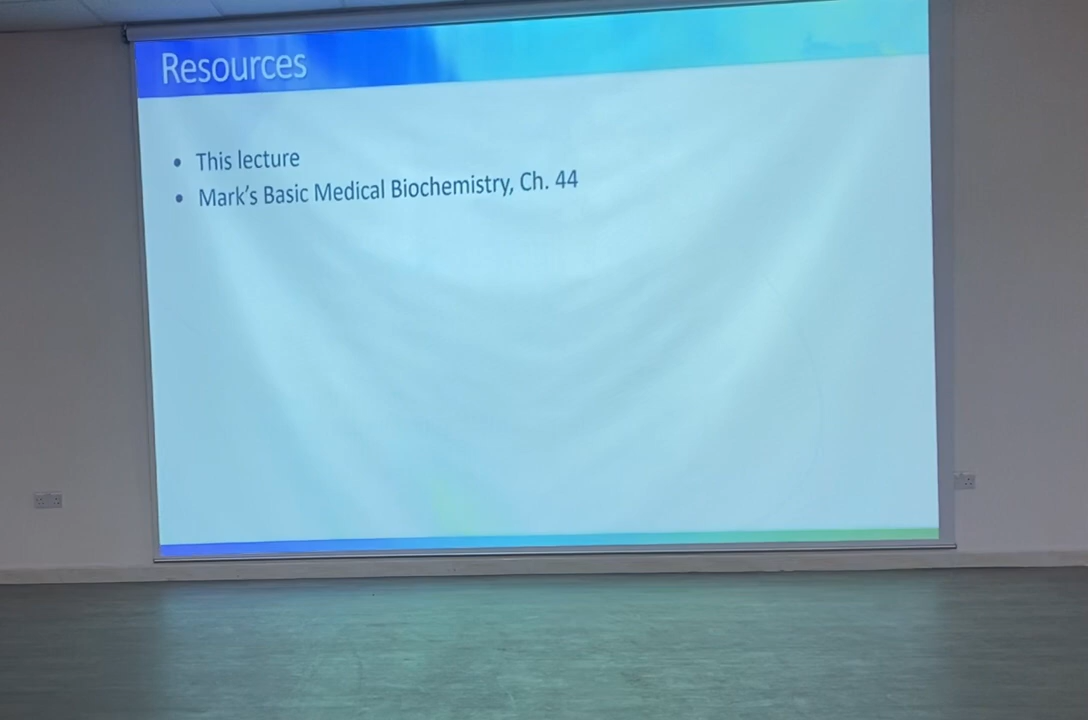 Resources
• This lecture
• Mark's Basic Medical Biochemistry, Ch. 44